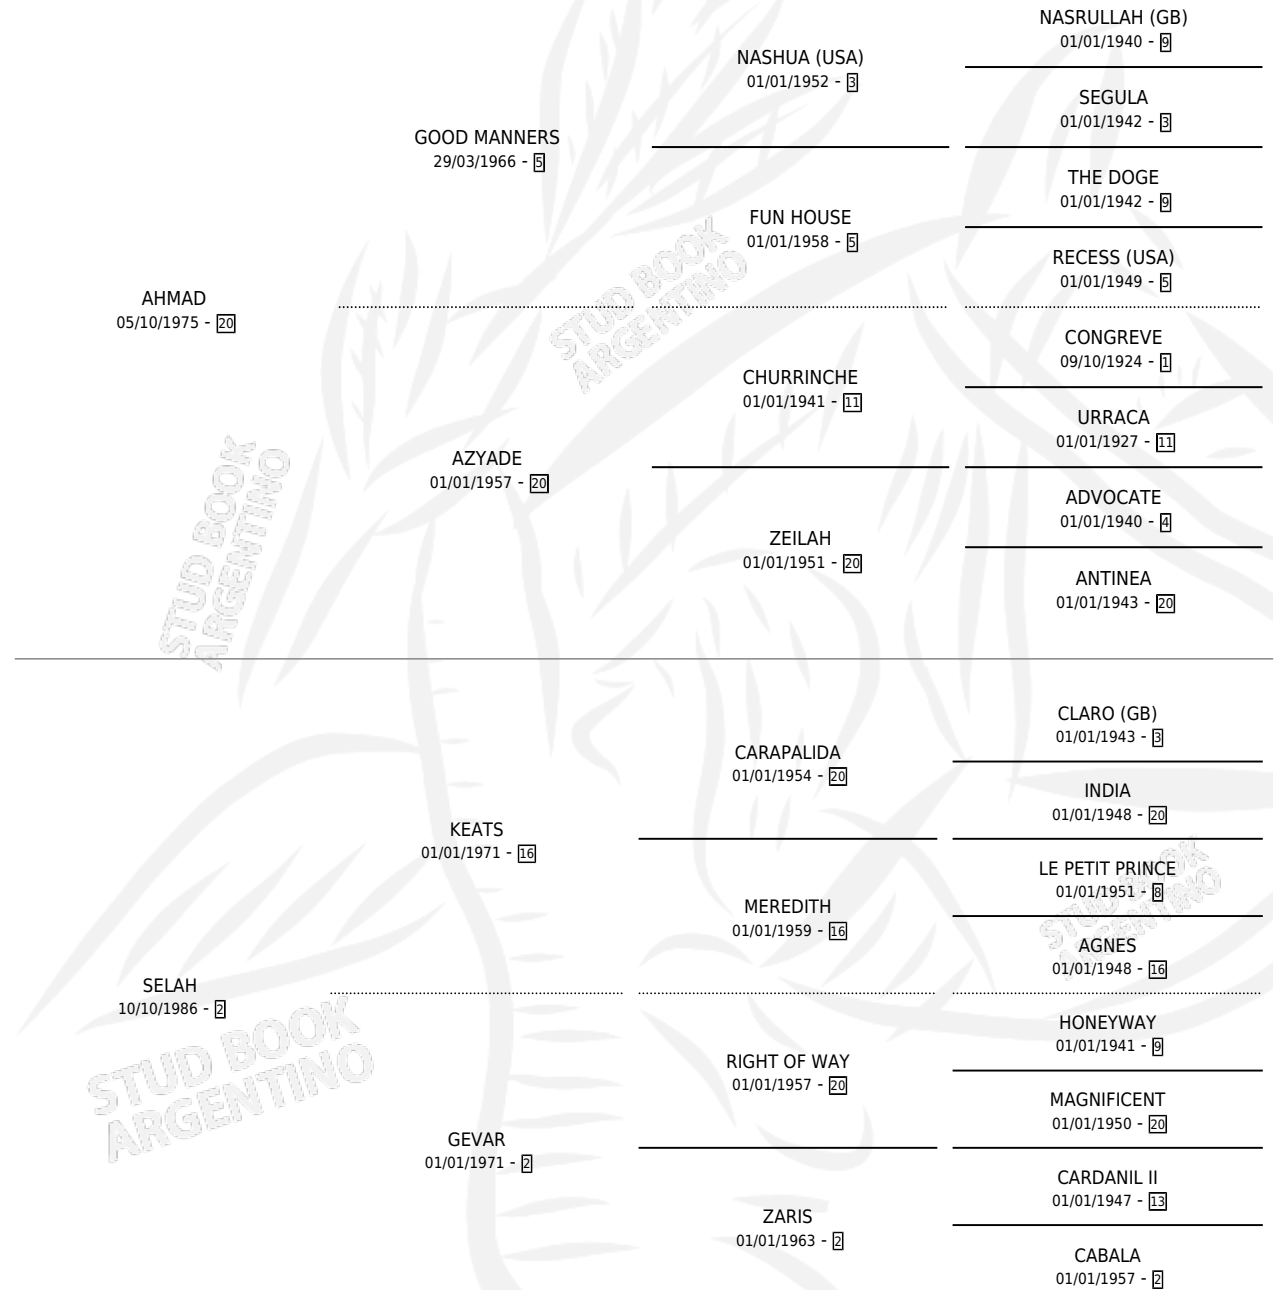 NASRULLAH (GB)
01/01/1940 - 9
NASHUA (USA)
01/01/1952 - 3
SEGULA
01/01/1942 - 3
GOOD MANNERS
29/03/1966 - 5
THE DOGE
01/01/1942 - 9
FUN HOUSE
01/01/1958 - 5
RECESS (USA)
01/01/1949 - 5
AHMAD
05/10/1975 - 20
CONGREVE
09/10/1924 - 1
CHURRINCHE
01/01/1941 - 11
URRACA
01/01/1927 - 11
AZYADE
01/01/1957 - 20
ADVOCATE
01/01/1940 - 4
ZEILAH
01/01/1951 - 20
ANTINEA
01/01/1943 - 20
STUD BOOK
ARGENTINO
STUD BOOK
ARGENTINO
CLARO (GB)
01/01/1943 - 3
CARAPALIDA
01/01/1954 - 20
INDIA
01/01/1948 - 20
KEATS
01/01/1971 - 16
LE PETIT PRINCE
01/01/1951 - 8
MEREDITH
01/01/1959 - 16
AGNES
01/01/1948 - 16
SELAH
10/10/1986 - 2
HONEYWAY
01/01/1941 - 9
RIGHT OF WAY
01/01/1957 - 20
MAGNIFICENT
01/01/1950 - 20
GEVAR
01/01/1971 - 2
CARDANIL II
01/01/1947 - 13
ZARIS
01/01/1963 - 2
CABALA
01/01/1957 - 2
STUD BOOK
ARGENTINO
STUD BOOK
ARGENTINO